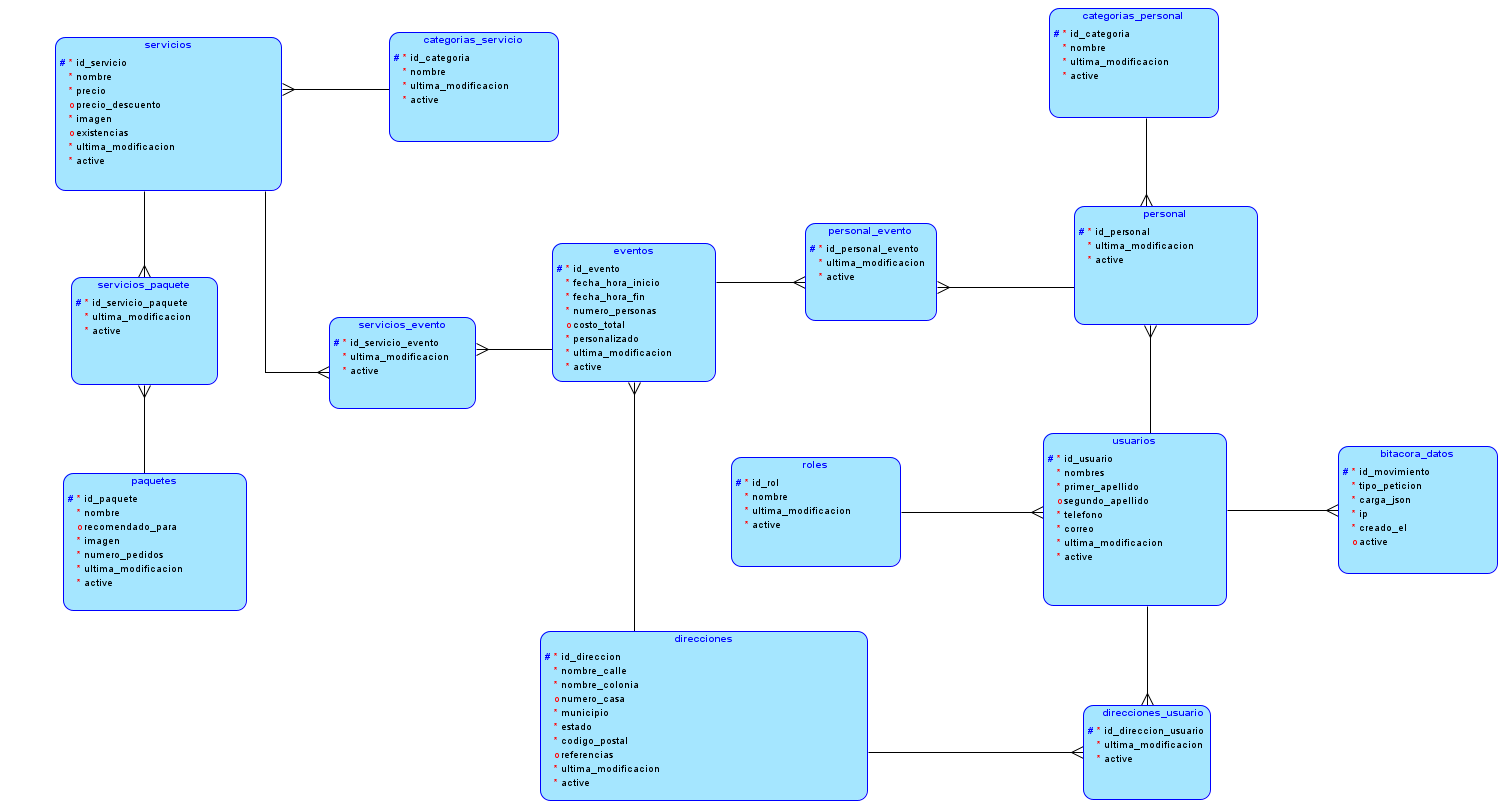 servicios
# * id_servicio
* nombre
* precio
o precio_descuento
* imagen
o existencias
* ultima_modificacion
* active
categorias_servicio
# * id_categoria
* nombre
* ultima_modificacion
* active
categorias_personal
# * id_categoria
* nombre
* ultima_modificacion
* active
personal
# * id_personal
* ultima_modificacion
* active
personal_evento
# * id_personal_evento
* ultima_modificacion
* active
eventos
# * id_evento
* fecha_hora_inicio
* fecha_hora_fin
* numero_personas
o costo_total
* personalizado
* ultima_modificacion
* active
servicios_paquete
# * id_servicio_paquete
* ultima_modificacion
* active
servicios_evento
# * id_servicio_evento
* ultima_modificacion
* active
paquetes
# * id_paquete
* nombre
o recomendado_para
* imagen
* numero_pedidos
* ultima_modificacion
* active
roles
# * id_rol
* nombre
* ultima_modificacion
* active
usuarios
# * id_usuario
* nombres
* primer_apellido
o segundo_apellido
* telefono
* correo
* ultima_modificacion
* active
bitacora_datos
# * id_movimiento
* tipo_peticion
* carga_json
* ip
* creado_el
o active
direcciones
# * id_direccion
* nombre_calle
* nombre_colonia
o numero_casa
* municipio
* estado
* codigo_postal
o referencias
* ultima_modificacion
* active
direcciones_usuario
# * id_direccion_usuario
* ultima_modificacion
* active